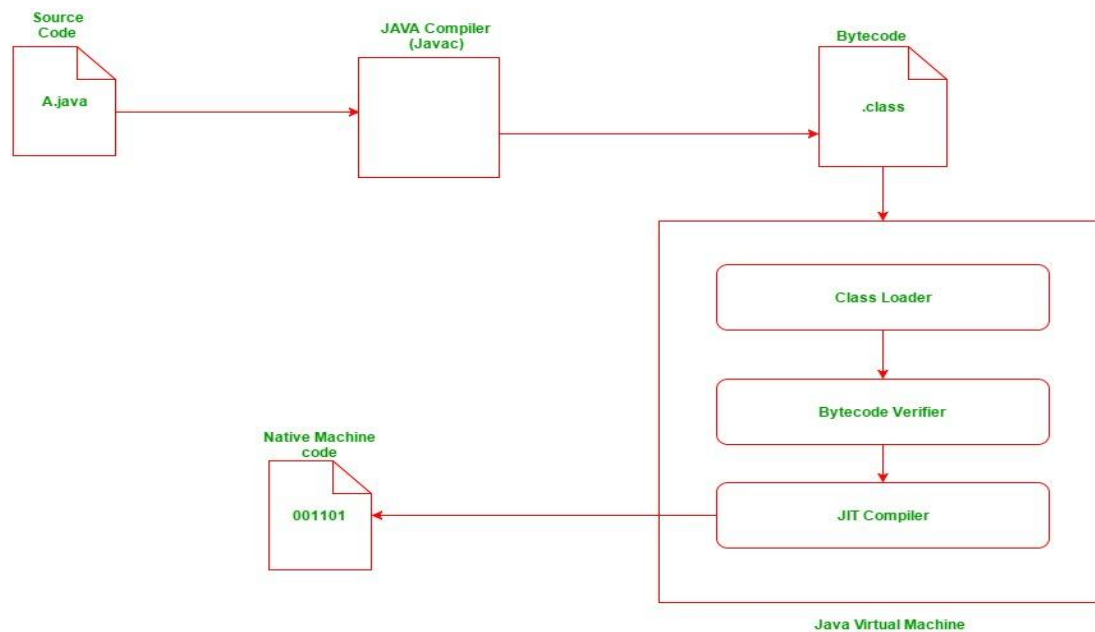 Source
Code
A.java
JAVA Compiler
(Javac)
Bytecode
.class
Class Loader
Bytecode Verifier
JIT Compiler
Native Machine
code
001101
Java Virtual Machine